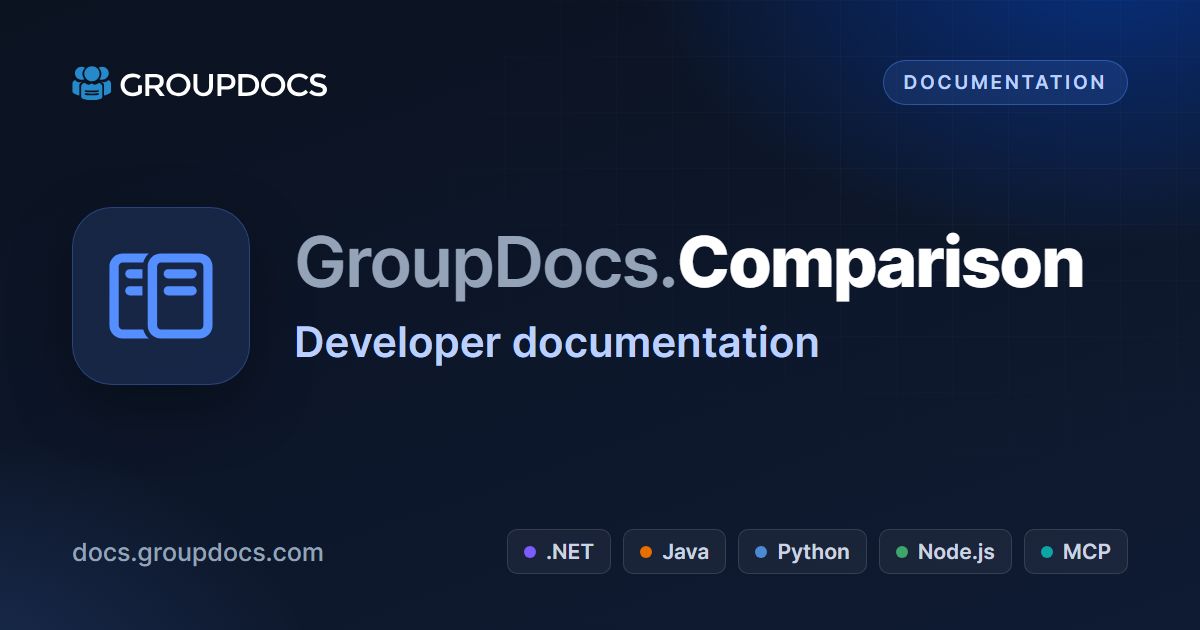 GROUPDOCS
DOCUMENTATION
GroupDocs.Comparison
Developer documentation
docs.groupdocs.com
.NET
Java
Python
Node.js
MCP